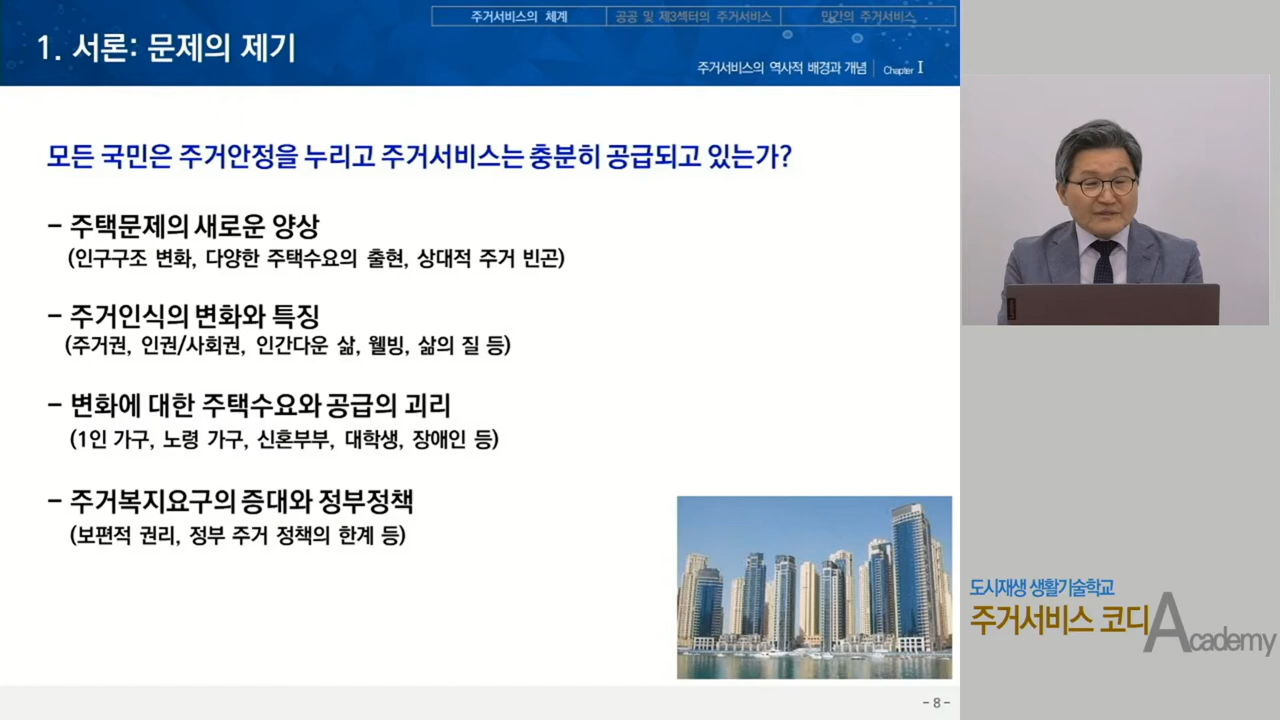 주거서비스의 체계
공공 및 제3섹터의 주거서비스
민간의 주거서비스
1. 서론: 문제의 제기
주거서비스의 역사적 배경과 개념 Chapter I
모든 국민은 주거안정을 누리고 주거서비스는 충분히 공급되고 있는가?
- 주택문제의 새로운 양상
(인구구조 변화, 다양한 주택수요의 출현, 상대적 주거 빈곤)
- 주거인식의 변화와 특징
(주거권, 인권/사회권, 인간다운 삶, 웰빙, 삶의 질 등)
- 변화에 대한 주택수요와 공급의 괴리
(1인 가구, 노령 가구, 신혼부부, 대학생, 장애인 등)
- 주거복지요구의 증대와 정부정책
(보편적 권리, 정부 주거 정책의 한계 등)
- 8 -
도시재생 생활기술학교
주거서비스 코디 Academy
Lenovo